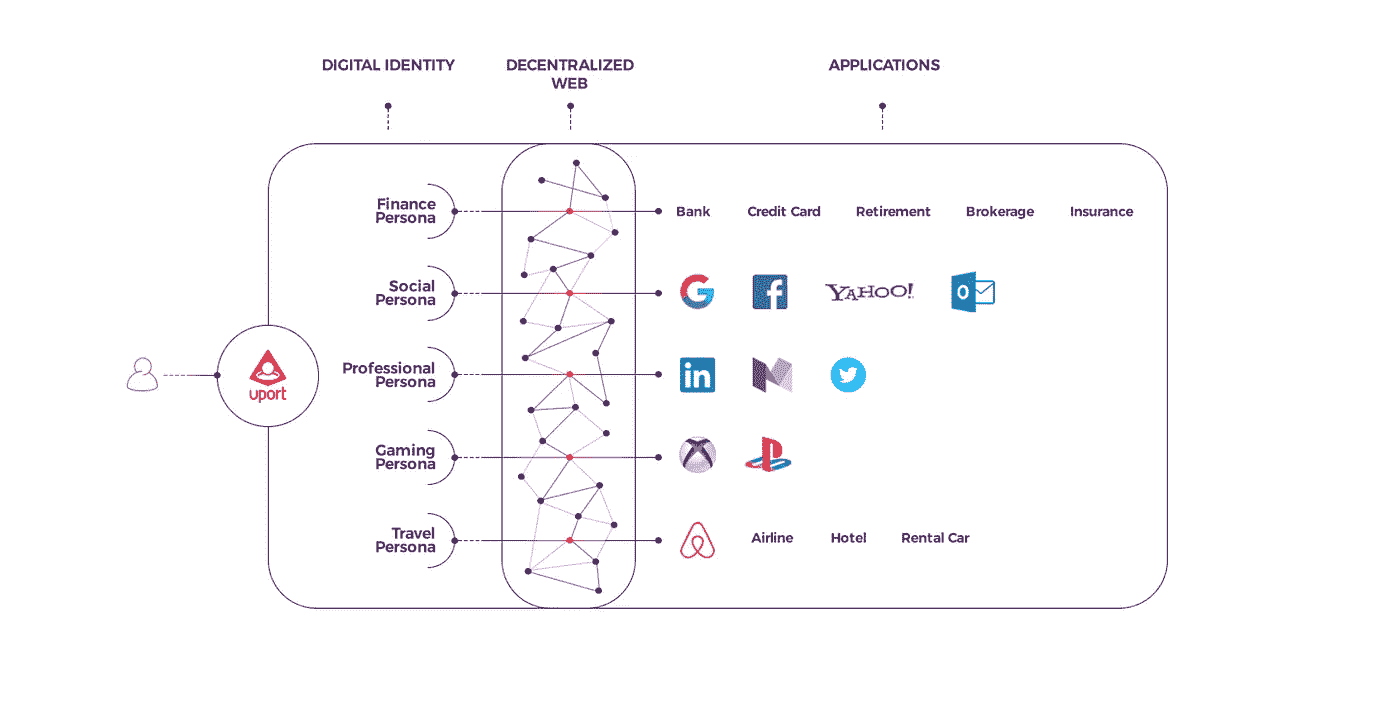 DIGITAL IDENTITY
DECENTRALIZED
WEB
APPLICATIONS
Finance
Persona
Bank
Credit Card
Retirement
Brokerage
Insurance
Social
Persona
G
f
YAHOO!
O
Professional
Persona
in
uport
Gaming
Persona
Travel
Persona
Airline
Hotel
Rental Car